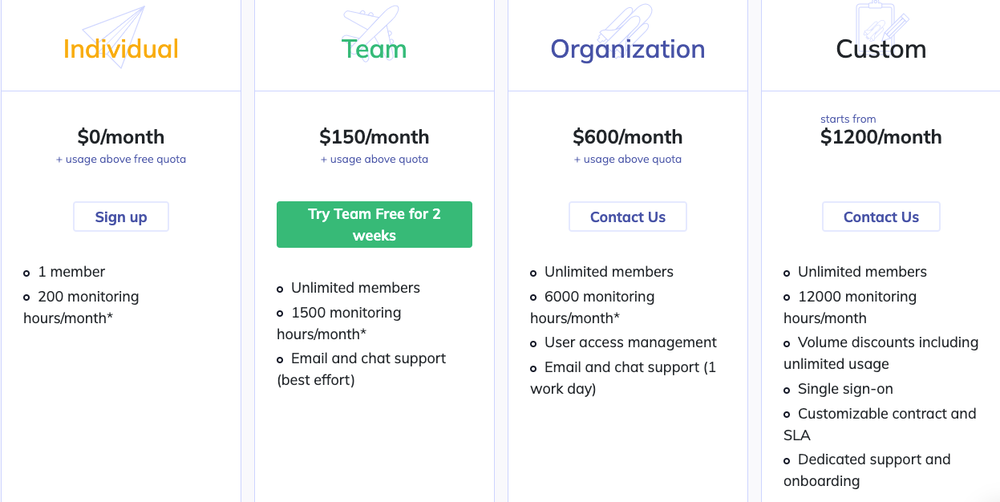 Individual
$0/month
+ usage above free quota
Sign up
1 member
200 monitoring
hours/month*
Team
$150/month
+ usage above quota
Try Team Free for 2
weeks
Unlimited members
1500 monitoring
hours/month*
Email and chat support
(best effort)
Organization
$600/month
+ usage above quota
Contact Us
Unlimited members
6000 monitoring
hours/month*
User access management
Email and chat support (1
work day)
Custom
starts from
$1200/month
Contact Us
Unlimited members
12000 monitoring
hours/month
Volume discounts including
unlimited usage
Single sign-on
Customizable contract and
SLA
Dedicated support and
onboarding